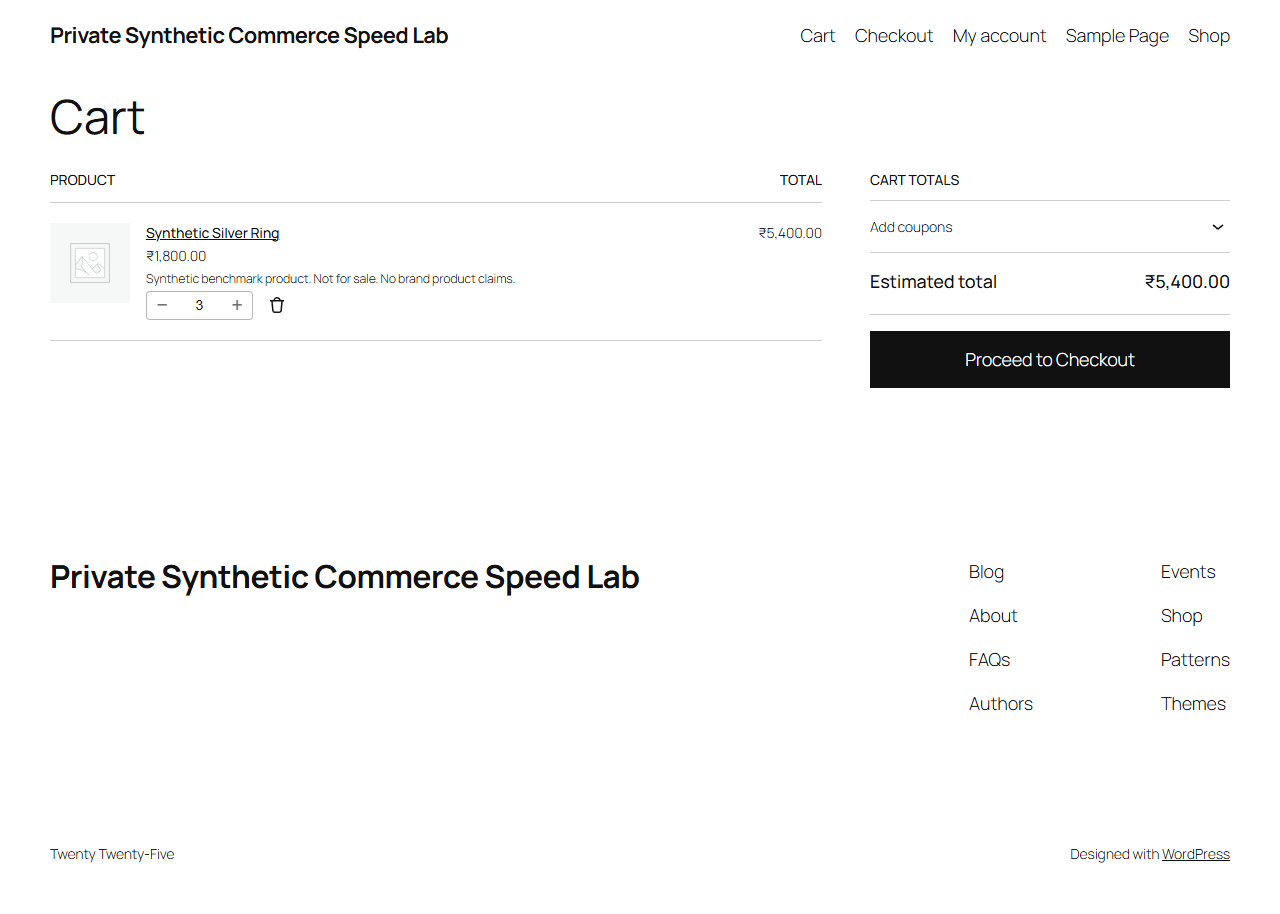 Private Synthetic Commerce Speed Lab
Cart Checkout My account Sample Page Shop
Cart
PRODUCT TOTAL
Synthetic Silver Ring ₹5,400.00
₹1,800.00
Synthetic benchmark product. Not for sale. No brand product claims.
− 3 +
CART TOTALS
Add coupons
Estimated total ₹5,400.00
Proceed to Checkout
Private Synthetic Commerce Speed Lab
Blog
About
FAQs
Authors
Events
Shop
Patterns
Themes
Twenty Twenty-Five
Designed with WordPress